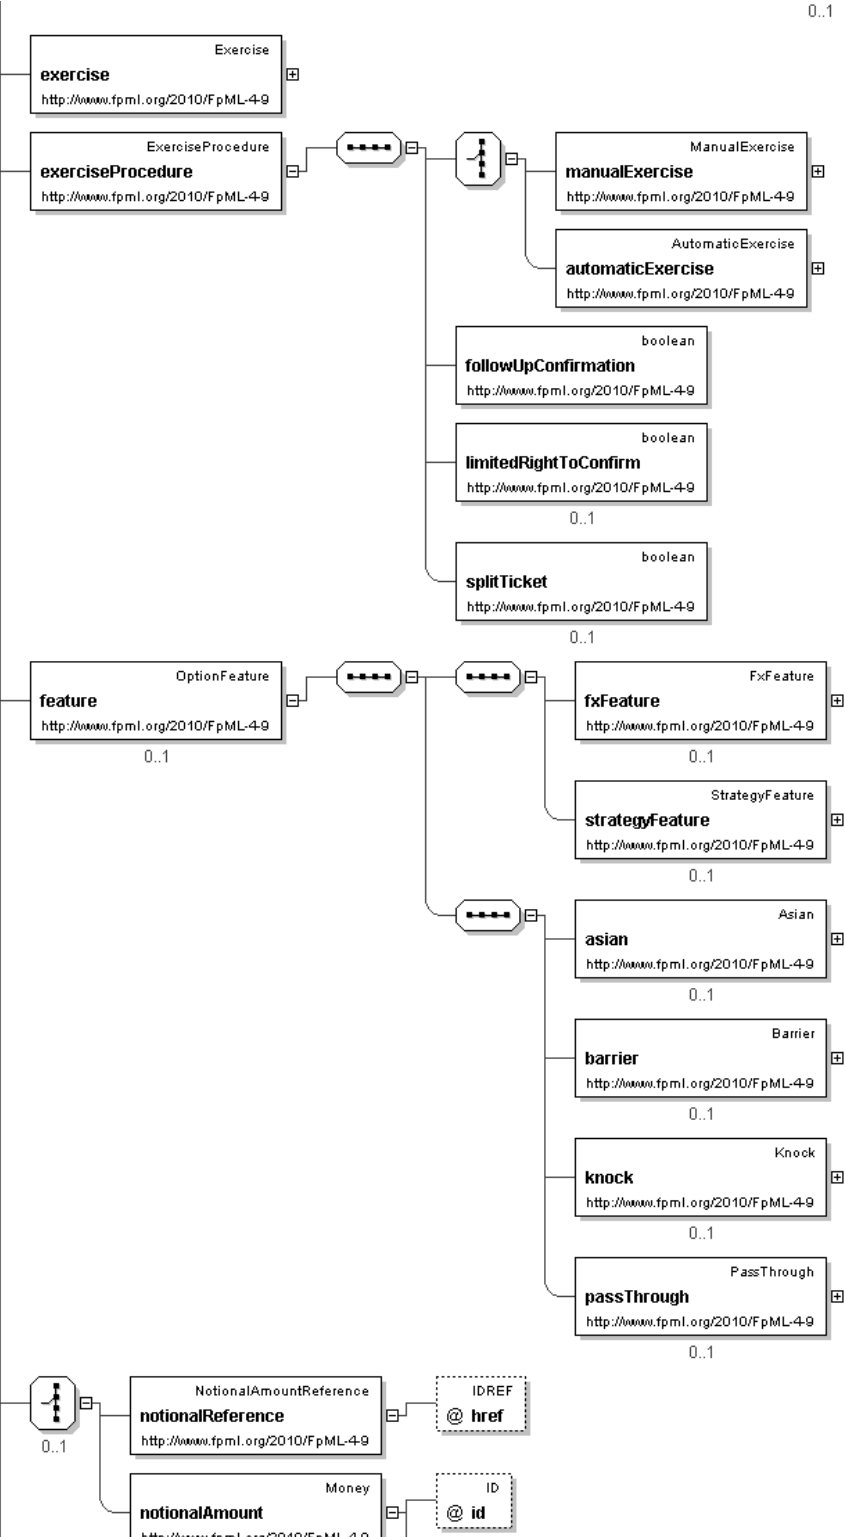 0..1
Exercise
exercise
http://www.fpml.org/2010/FpML-4-9
ExerciseProcedure
exerciseProcedure
http://www.fpml.org/2010/FpML-4-9
ManualExercise
manualExercise
http://www.fpml.org/2010/FpML-4-9
AutomaticExercise
automaticExercise
http://www.fpml.org/2010/FpML-4-9
boolean
followUpConfirmation
http://www.fpml.org/2010/FpML-4-9
boolean
limitedRightToConfirm
http://www.fpml.org/2010/FpML-4-9
0..1
boolean
splitTicket
http://www.fpml.org/2010/FpML-4-9
0..1
OptionFeature
feature
http://www.fpml.org/2010/FpML-4-9
0..1
FxFeature
fxFeature
http://www.fpml.org/2010/FpML-4-9
0..1
StrategyFeature
strategyFeature
http://www.fpml.org/2010/FpML-4-9
0..1
Asian
asian
http://www.fpml.org/2010/FpML-4-9
0..1
Barrier
barrier
http://www.fpml.org/2010/FpML-4-9
0..1
Knock
knock
http://www.fpml.org/2010/FpML-4-9
0..1
PassThrough
passThrough
http://www.fpml.org/2010/FpML-4-9
0..1
0..1
NotionalAmountReference
notionalReference
http://www.fpml.org/2010/FpML-4-9
IDREF
@ href
Money
notionalAmount
http://www.fpml.org/2010/FpML-4-9
ID
@ id